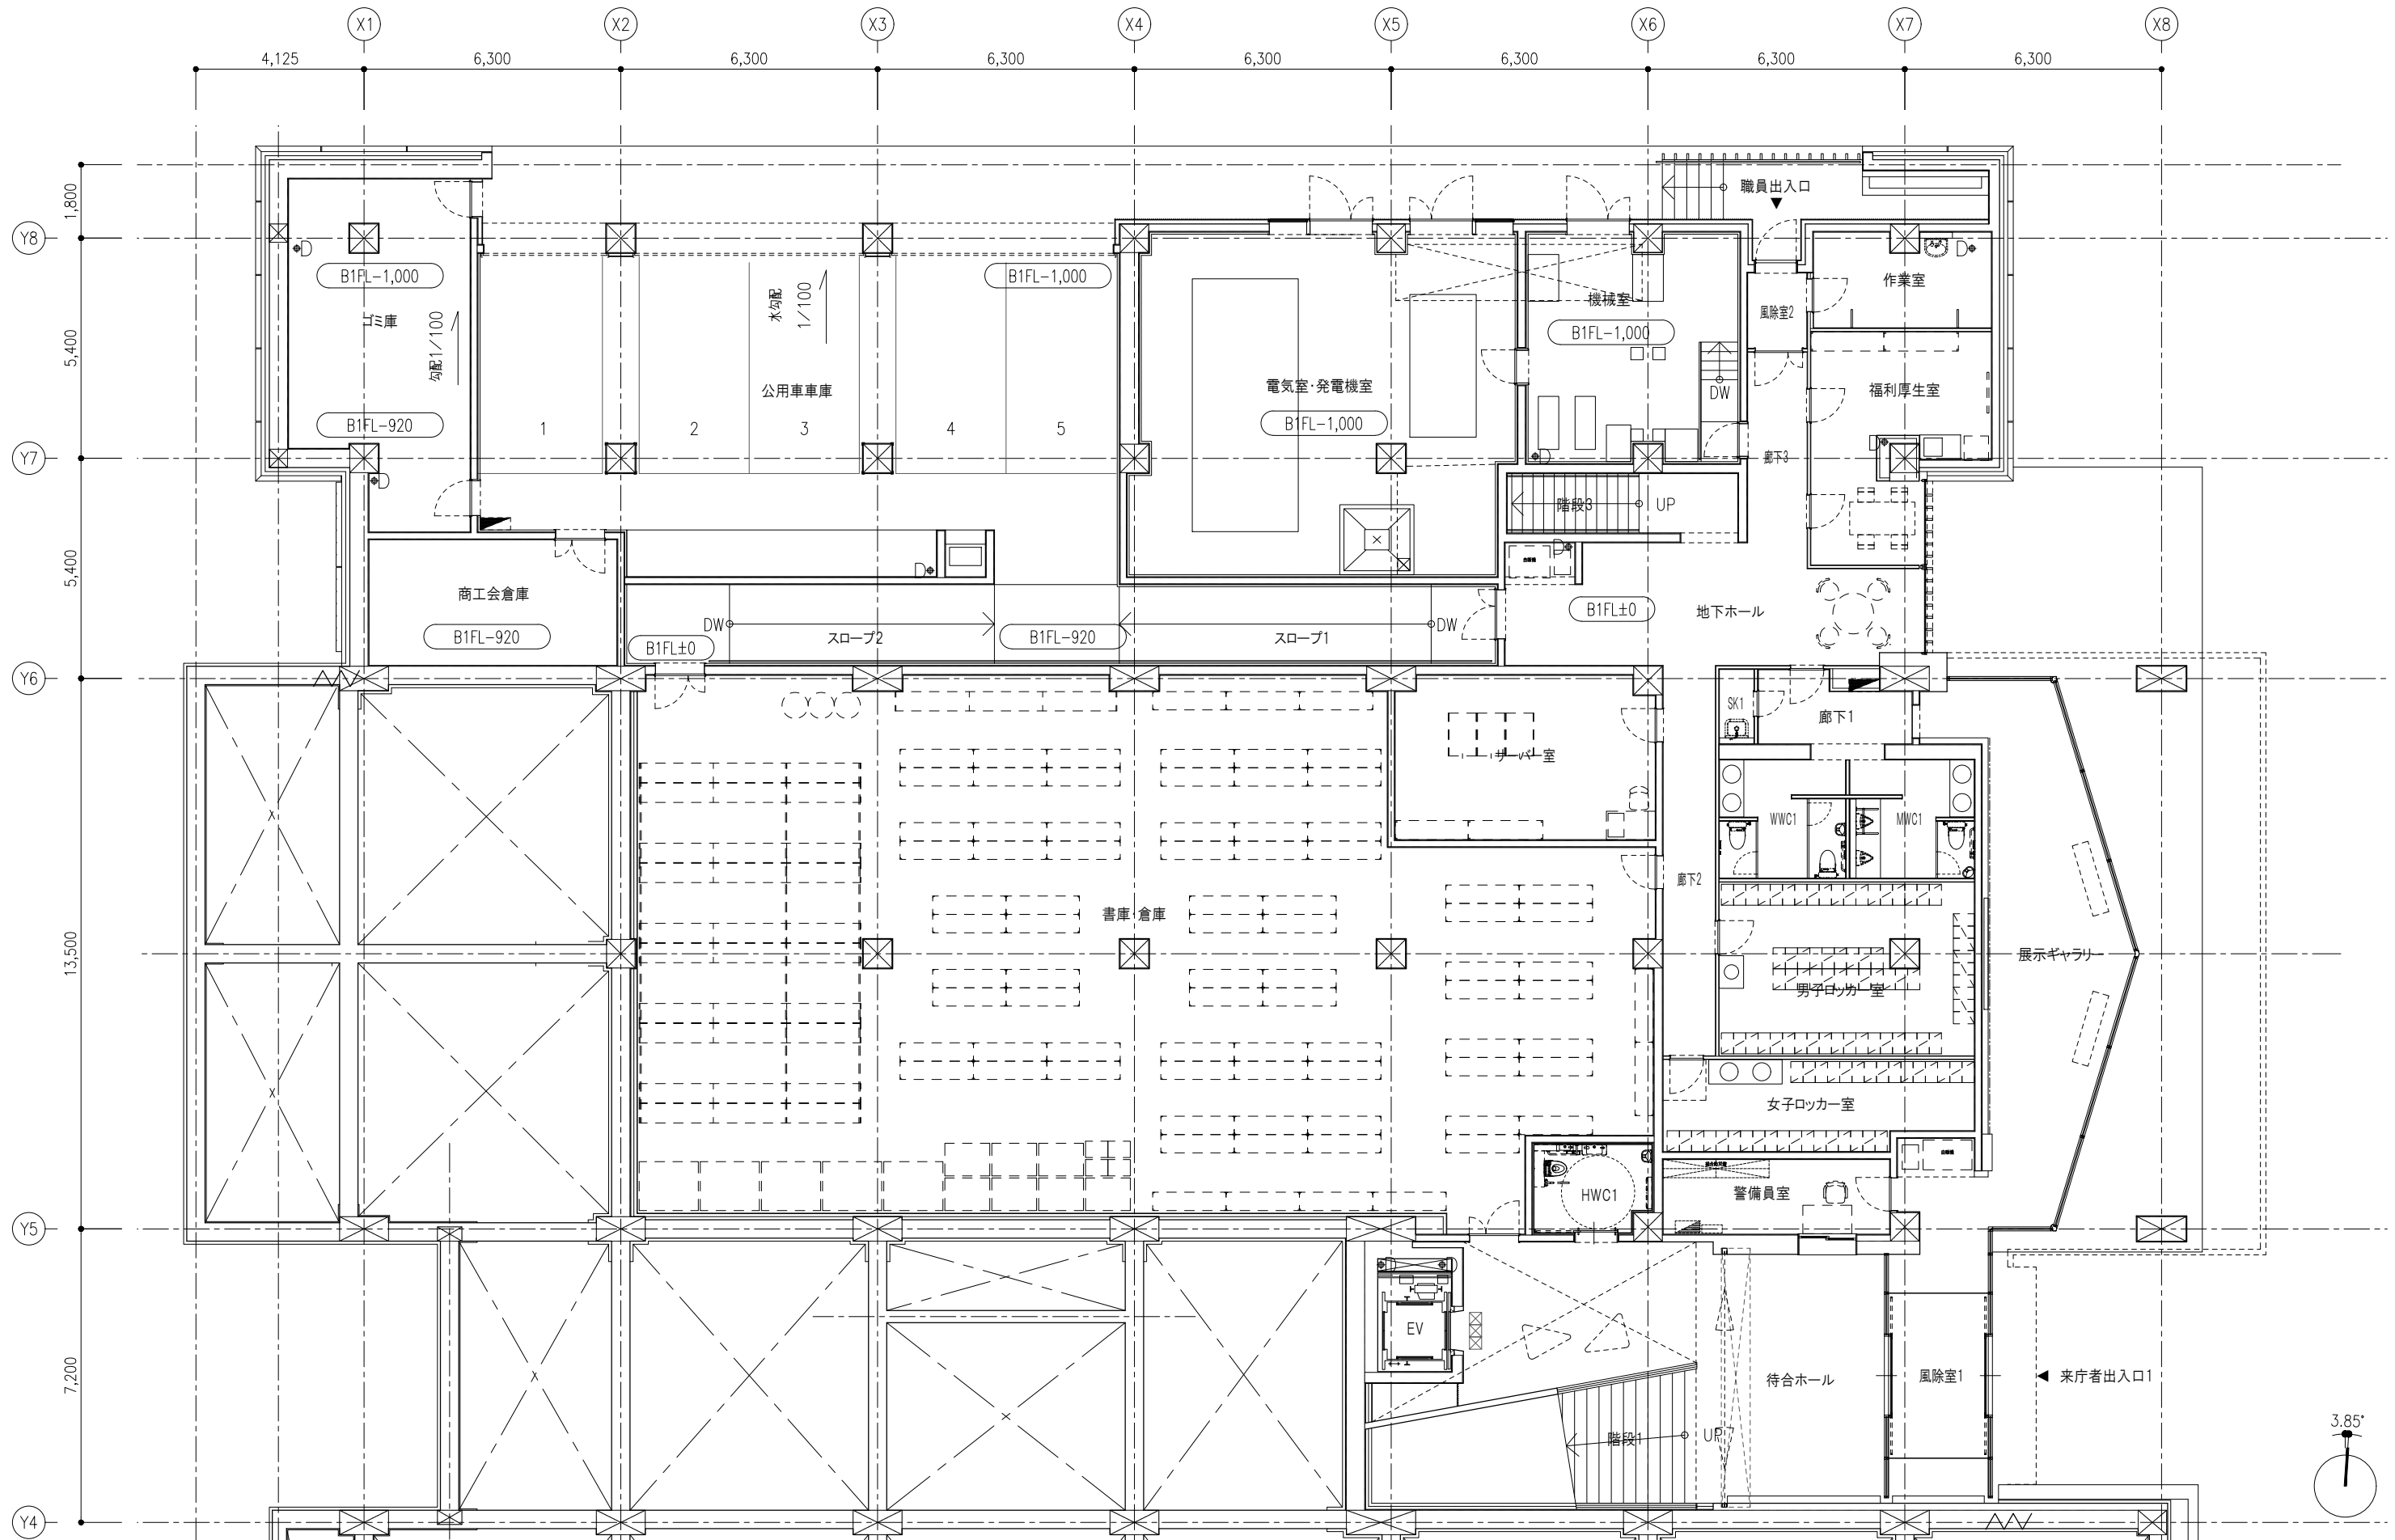 X1 X2 X3 X4 X5 X6 X7 X8
4,125 6,300 6,300 6,300 6,300 6,300 6,300 6,300
1,800
職員出入口
Y8
B1FL-1,000
ゴミ庫
勾配1/100
水勾配
1/100
B1FL-1,000
機械室
B1FL-1,000
風除室2
作業室
5,400
公用車車庫
電気室・発電機室
B1FL-1,000
DW
福利厚生室
B1FL-920
1 2 3 4 5
Y7
廊下3
階段3
UP
5,400
商工会倉庫
B1FL-920
B1FL±0
DW
スロープ2
B1FL-920
スロープ1
DW
B1FL±0
地下ホール
Y6
SK1
廊下1
サーバー室
WWC1
MWC1
廊下2
書庫・倉庫
13,500
展示ギャラリー
男子ロッカー室
女子ロッカー室
HWC1
警備員室
Y5
EV
7,200
待合ホール
風除室1
来庁者出入口1
階段1
UP
3.85°
Y4